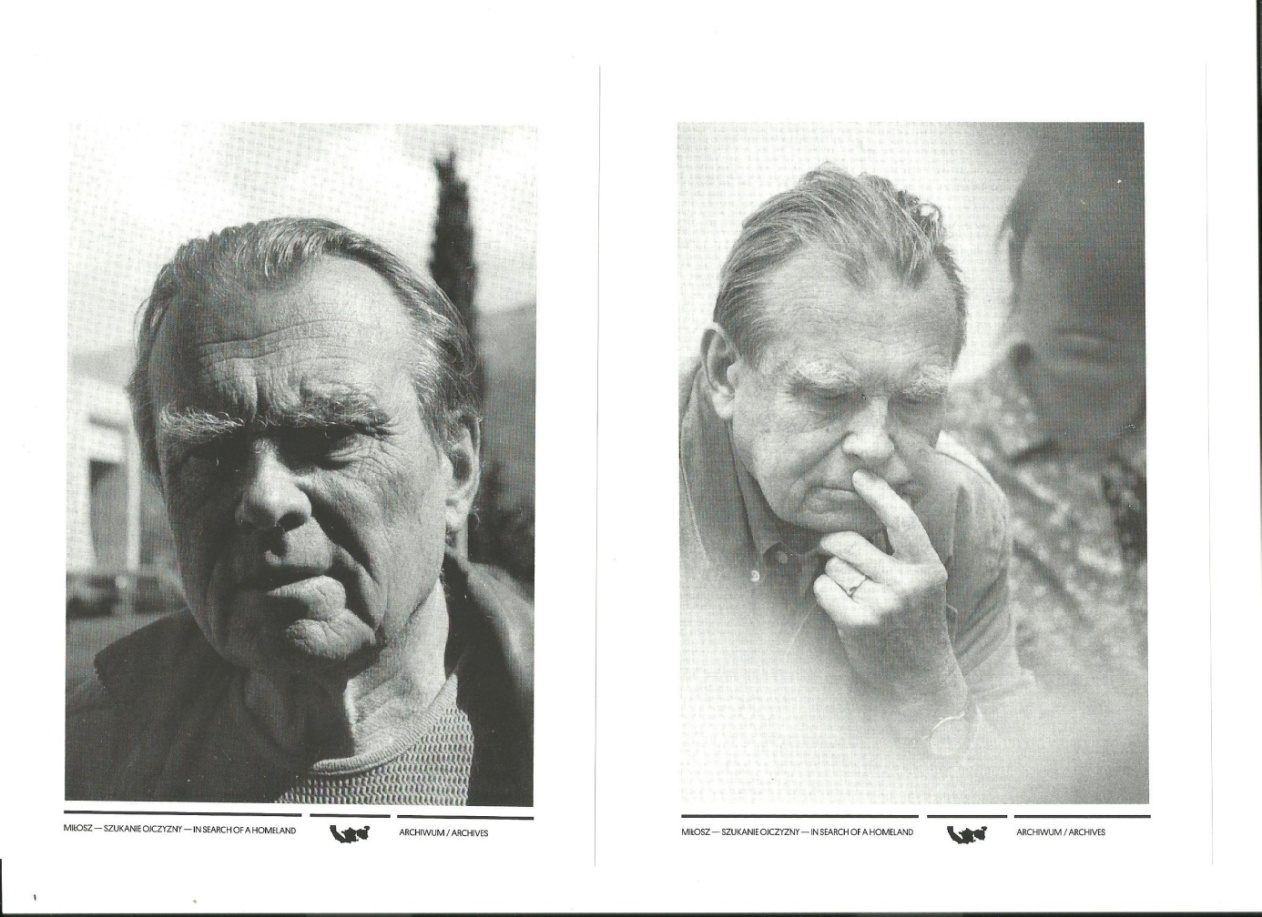 MIŁOSZ — SZUKANIE OJCZYZNY — IN SEARCH OF A HOMELAND
ARCHIWUM / ARCHIVES
MIŁOSZ — SZUKANIE OJCZYZNY — IN SEARCH OF A HOMELAND
ARCHIWUM / ARCHIVES